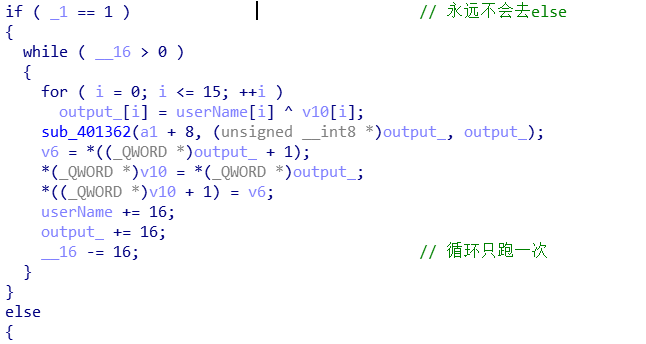 if ( _1 == 1 ) // 永远不会去else
{
while ( __16 > 0 )
{
for ( i = 0; i <= 15; ++i )
output_[i] = userName[i] ^ v10[i];
sub_401362(a1 + 8, (unsigned __int8 *)output_, output_);
v6 = *((_QWORD *)output_ + 1);
*(_QWORD *)v10 = *(_QWORD *)output_;
*((_QWORD *)v10 + 1) = v6;
userName += 16;
output_ += 16;
__16 -= 16; // 循环只跑一次
}
}
else
{